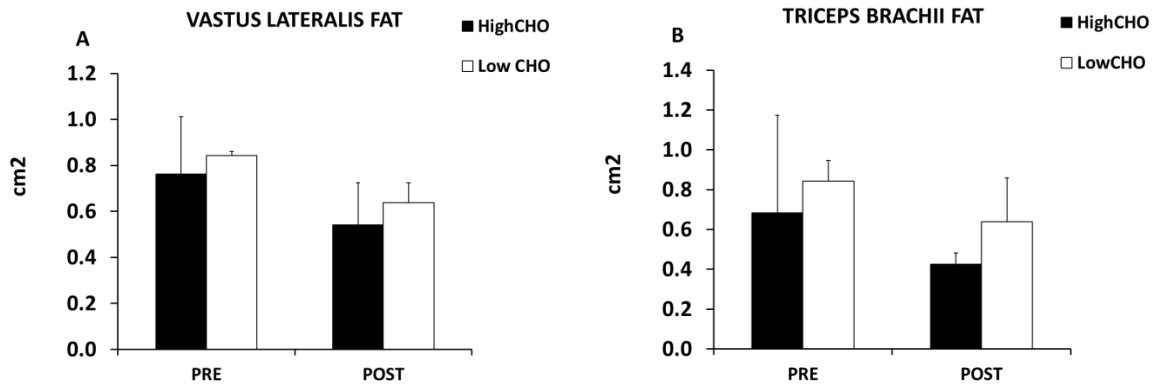 VASTUS LATERALIS FAT
A
HighCHO
Low CHO
1.2
1.0
0.8
0.6
0.4
0.2
0.0
cm2
PRE
POST
TRICEPS BRACHII FAT
B
HighCHO
LowCHO
1.4
1.2
1.0
0.8
0.6
0.4
0.2
0.0
cm2
PRE
POST